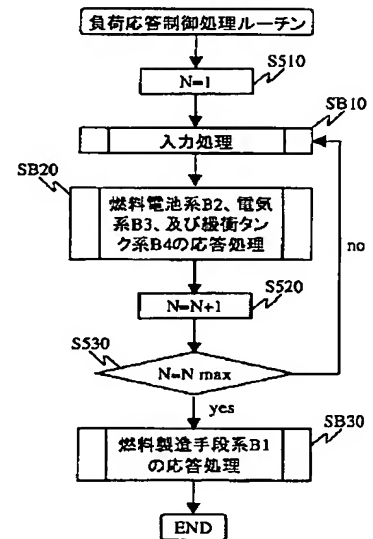 負荷応答制御処理ルーチン
S510
N=1
SB10
入力処理
SB20
燃料電池系B2、電気
系B3、及び緩衝タン
ク系B4の応答処理
no
S520
N=N+1
S530
N=N max
yes
SB30
燃料製造手段系B1
の応答処理
END